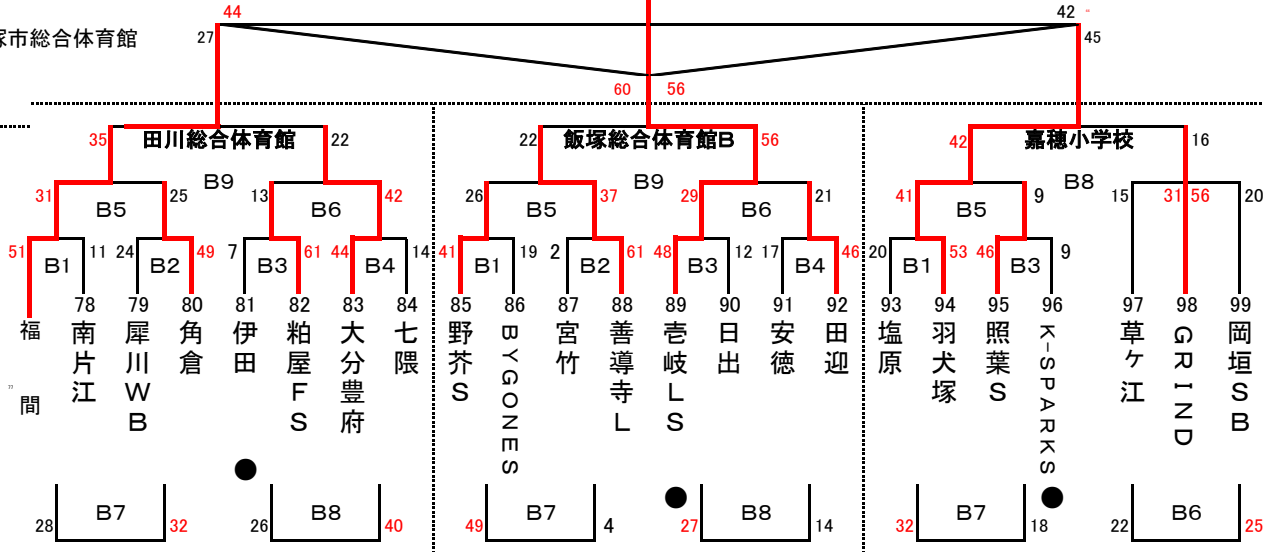 44
42
塚市総合体育館
27
45
60 56
35 田川総合体育館 22
22 飯塚総合体育館B 56
42 嘉穂小学校 16
B9
B9
B8
31 25 13 42
26 37 29 21
41 9 15 31 56 20
B5 B6
B5 B6
B5
51 11 24 49 7 61 44 14
41 19 2 61 48 12 17 46
20 53 46 9
B1 B2 B3 B4
B1 B2 B3 B4
B1 B3
78 79 80 81 82 83 84
85 86 87 88 89 90 91 92
93 94 95 96 97 98 99
福間
南片江
犀川WB
角倉
伊田
粕屋FS
大分豊府
七隈
野芥S
BYGONES
宮竹
善導寺L
壱岐LS
日出
安徳
田迎
塩原
羽犬塚
照葉S
K-SPARKS
草ケ江
GRIND
岡垣SB
28 B7 32
26 B8 40
49 B7 4
27 B8 14
32 B7 18
22 B6 25